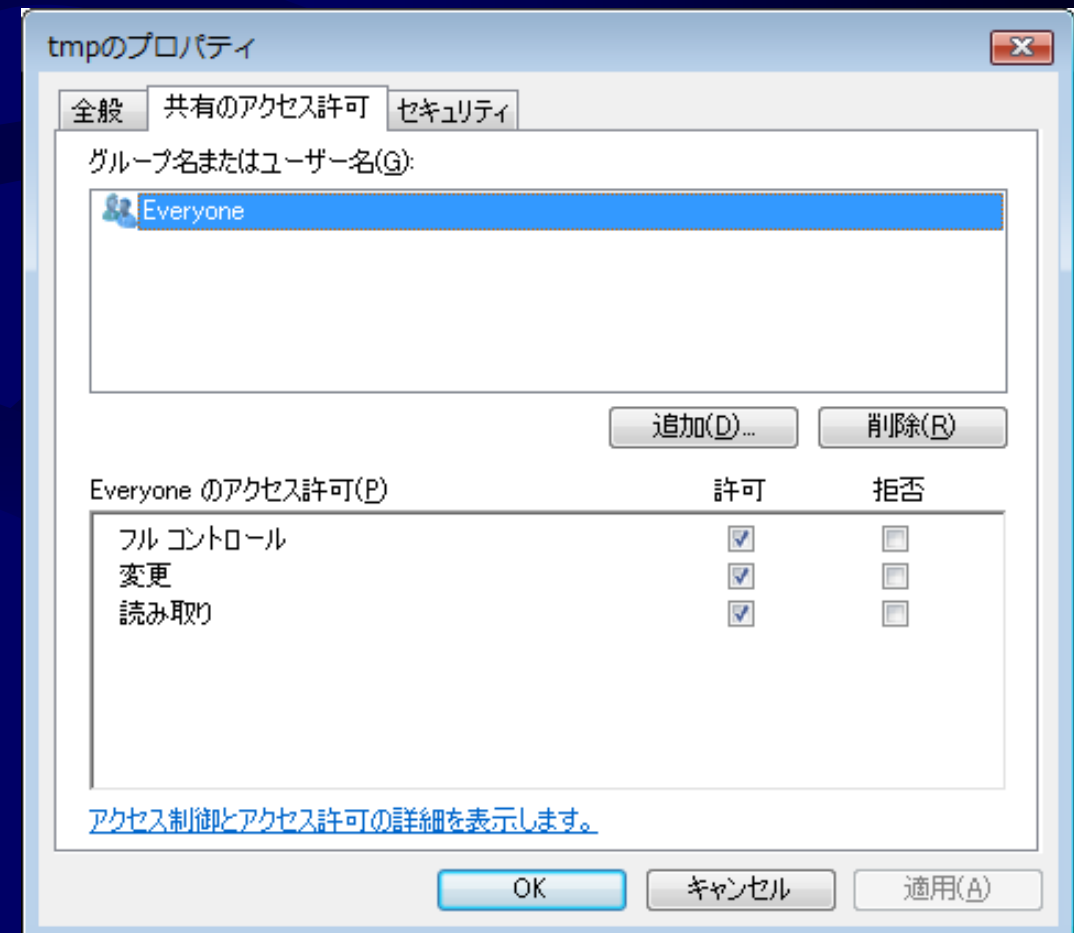 tmpのプロパティ
全般 共有のアクセス許可 セキュリティ
グループ名またはユーザー名(G):
Everyone
追加(D)... 削除(R)
Everyone のアクセス許可(P) 許可 拒否
フル コントロール
変更
読み取り
アクセス制御とアクセス許可の詳細を表示します。
OK キャンセル 適用(A)